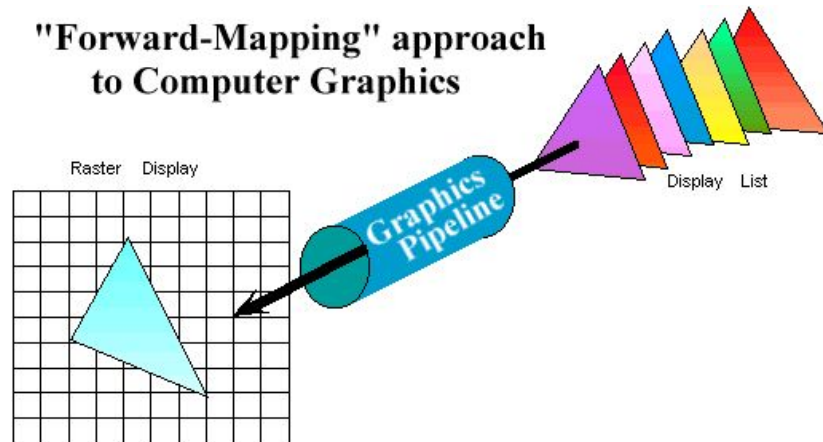 "Forward-Mapping" approach
to Computer Graphics
Raster Display
Graphics
Pipeline
Display List